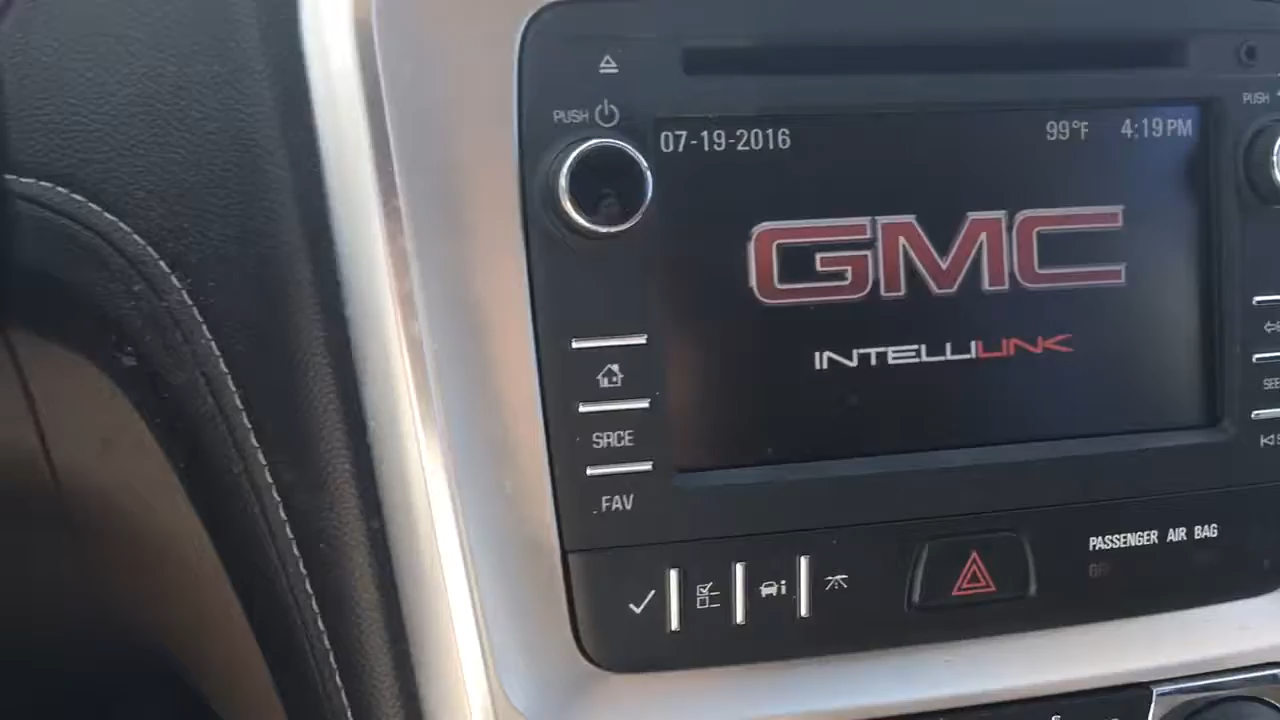 PUSH
PUSH
07-19-2016 99°F 4:19 PM
GMC
INTELLILINK
SRCE
FAV
PASSENGER AIR BAG